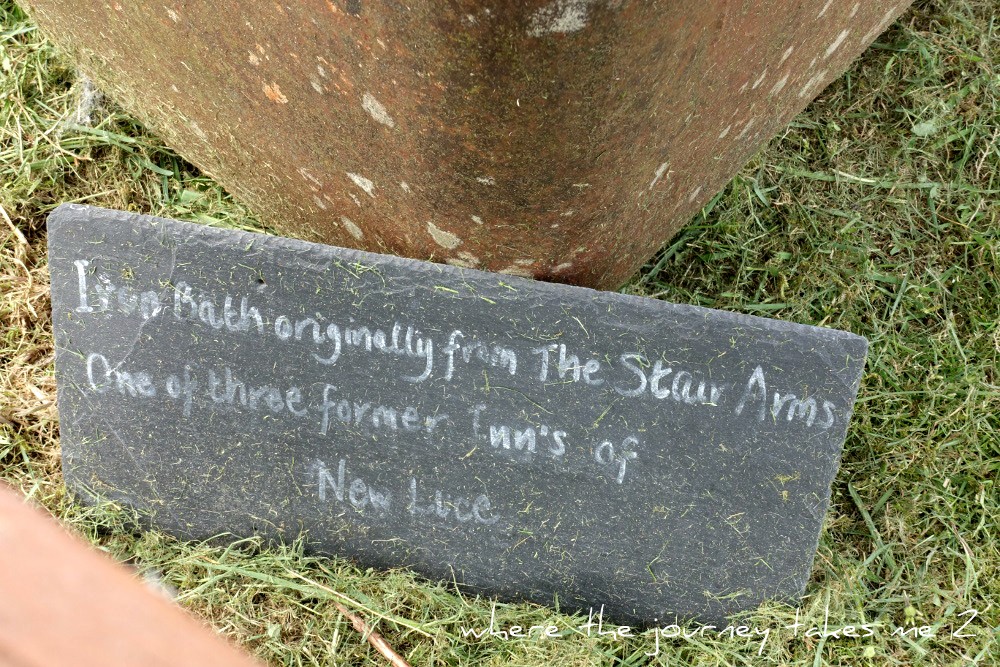 Iron Bath originally from The Stair Arms
One of three former Inn's of
New Luce
where the journey takes me 2